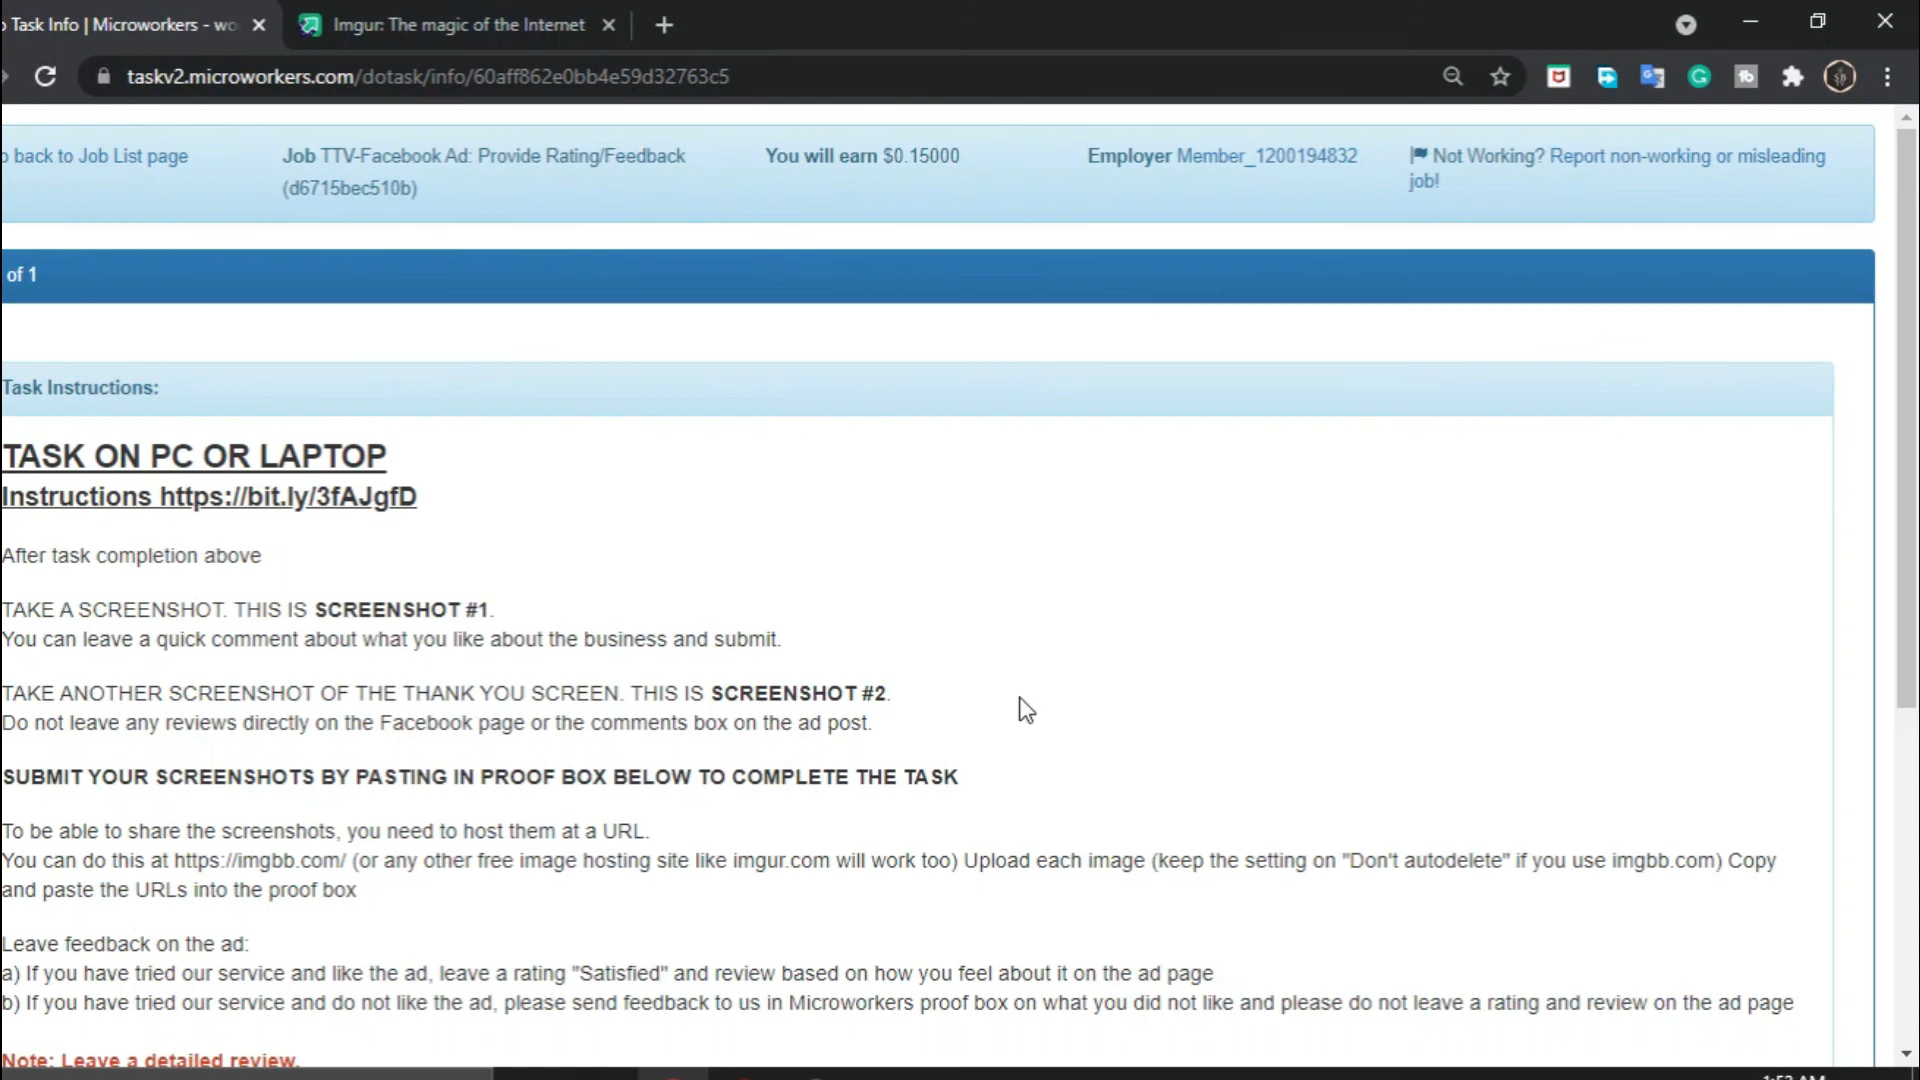 Task Info | Microworkers - wo
Imgur: The magic of the Internet
taskv2.microworkers.com/dotask/info/60aff862e0bb4e59d32763c5
back to Job List page
Job TTV-Facebook Ad: Provide Rating/Feedback
(d6715bec510b)
You will earn $0.15000
Employer Member_1200194832
Not Working? Report non-working or misleading
job!
of 1
Task Instructions:
TASK ON PC OR LAPTOP
Instructions https://bit.ly/3fAJgfD
After task completion above
TAKE A SCREENSHOT. THIS IS SCREENSHOT #1.
You can leave a quick comment about what you like about the business and submit.
TAKE ANOTHER SCREENSHOT OF THE THANK YOU SCREEN. THIS IS SCREENSHOT #2.
Do not leave any reviews directly on the Facebook page or the comments box on the ad post.
SUBMIT YOUR SCREENSHOTS BY PASTING IN PROOF BOX BELOW TO COMPLETE THE TASK
To be able to share the screenshots, you need to host them at a URL.
You can do this at https://imgbb.com/ (or any other free image hosting site like imgur.com will work too) Upload each image (keep the setting on "Don't autodelete" if you use imgbb.com) Copy
and paste the URLs into the proof box
Leave feedback on the ad:
a) If you have tried our service and like the ad, leave a rating "Satisfied" and review based on how you feel about it on the ad page
b) If you have tried our service and do not like the ad, please send feedback to us in Microworkers proof box on what you did not like and please do not leave a rating and review on the ad page
Note: Leave a detailed review.